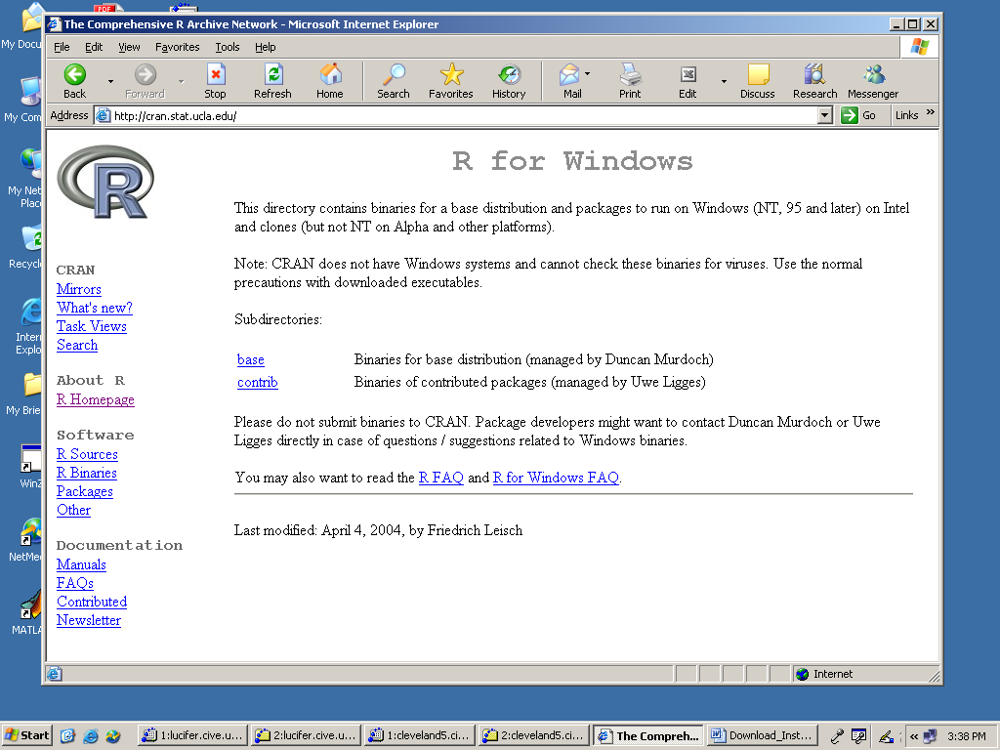 My Docu
My Com
My Net
Plac
Recycl
Inter
Explo
My Brie
WinZ
NetMee
MATLA
PDF
The Comprehensive R Archive Network - Microsoft Internet Explorer
File Edit View Favorites Tools Help
Back Forward Stop Refresh Home Search Favorites History Mail Print Edit Discuss Research Messenger
Address http://cran.stat.ucla.edu/ Go Links »
R
CRAN
Mirrors
What's new?
Task Views
Search
About R
R Homepage
Software
R Sources
R Binaries
Packages
Other
Documentation
Manuals
FAQs
Contributed
Newsletter
R for Windows
This directory contains binaries for a base distribution and packages to run on Windows (NT, 95 and later) on Intel
and clones (but not NT on Alpha and other platforms).
Note: CRAN does not have Windows systems and cannot check these binaries for viruses. Use the normal
precautions with downloaded executables.
Subdirectories:
base Binaries for base distribution (managed by Duncan Murdoch)
contrib Binaries of contributed packages (managed by Uwe Ligges)
Please do not submit binaries to CRAN. Package developers might want to contact Duncan Murdoch or Uwe
Ligges directly in case of questions / suggestions related to Windows binaries.
You may also want to read the R FAQ and R for Windows FAQ.
Last modified: April 4, 2004, by Friedrich Leisch
Internet
Start 1:lucifer.cive.u... 2:lucifer.cive.u... 1:cleveland5.ci... 2:cleveland5.ci... The Compreh... Download_Inst... « 3:38 PM